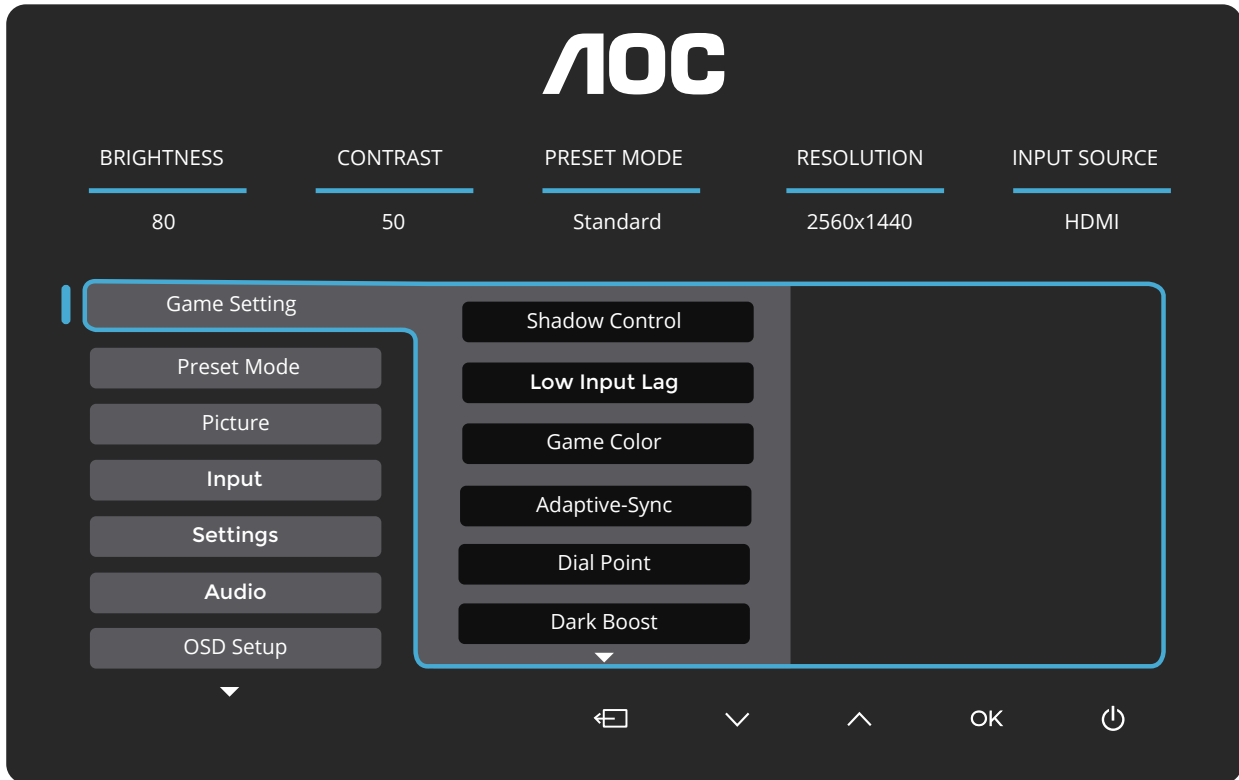 AOC
BRIGHTNESS CONTRAST PRESET MODE RESOLUTION INPUT SOURCE
80 50 Standard 2560x1440 HDMI
Game Setting
Preset Mode
Picture
Input
Settings
Audio
OSD Setup
Shadow Control
Low Input Lag
Game Color
Adaptive-Sync
Dial Point
Dark Boost
OK